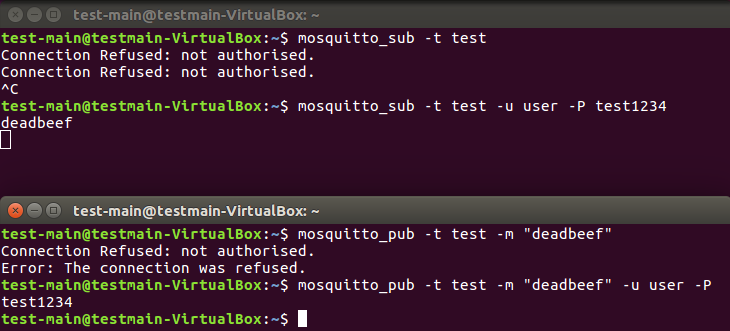 test-main@testmain-VirtualBox: ~
test-main@testmain-VirtualBox:~$ mosquitto_sub -t test
Connection Refused: not authorised.
Connection Refused: not authorised.
^C
test-main@testmain-VirtualBox:~$ mosquitto_sub -t test -u user -P test1234
deadbeef
test-main@testmain-VirtualBox: ~
test-main@testmain-VirtualBox:~$ mosquitto_pub -t test -m "deadbeef"
Connection Refused: not authorised.
Error: The connection was refused.
test-main@testmain-VirtualBox:~$ mosquitto_pub -t test -m "deadbeef" -u user -P
test1234
test-main@testmain-VirtualBox:~$